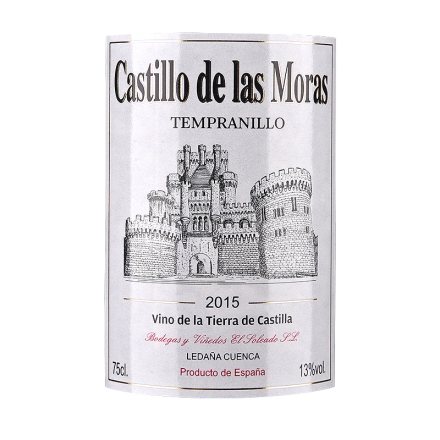 Castillo de las Moras
TEMPRANILLO
2015
Vino de la Tierra de Castilla
Bodegas y Viñedos El Soleado S.L.
LEDAÑA CUENCA
75cl.
Producto de España
13%vol.